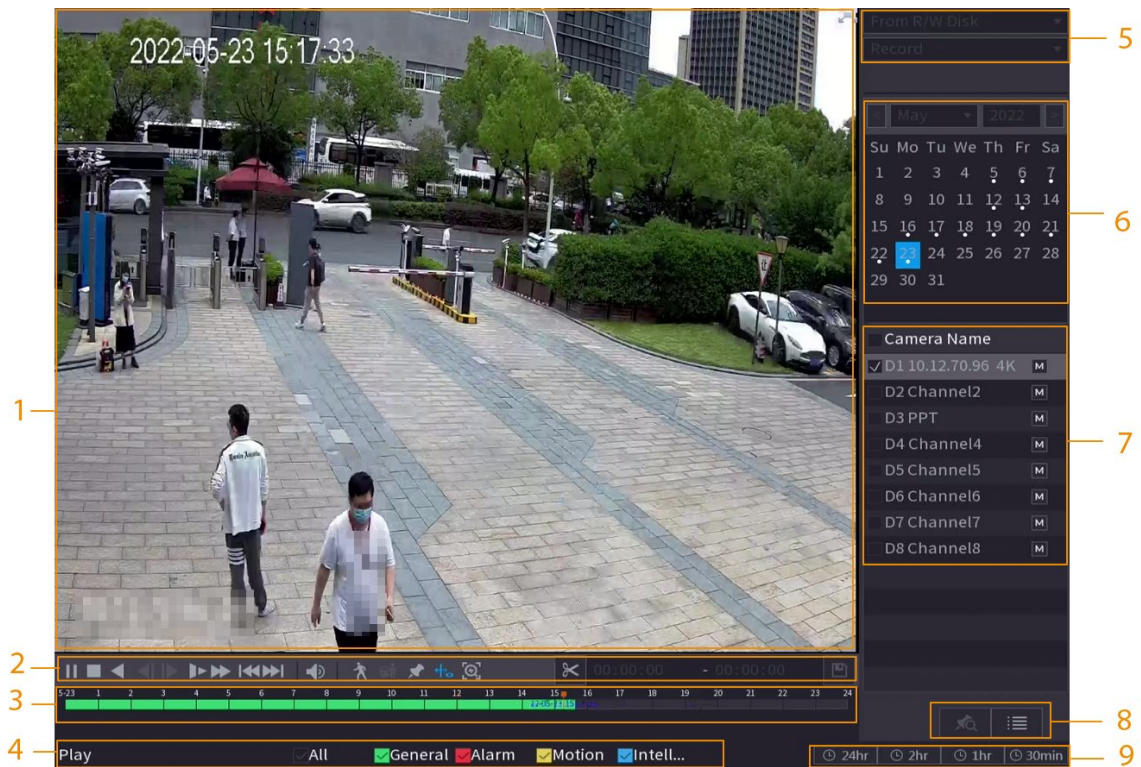 2022-05-23 15:17:33
From R/W Disk
Record
5
May 2022
Su Mo Tu We Th Fr Sa
1 2 3 4 5 6 7
8 9 10 11 12 13 14
15 16 17 18 19 20 21
22 23 24 25 26 27 28
29 30 31
6
让
Camera Name
D1 10.12.70.96 4K M
D2 Channel2 M
D3 PPT M
D4 Channel4 M
D5 Channel5 M
D6 Channel6 M
D7 Channel7 M
D8 Channel8 M
7
1
2
00:00:00 - 00:00:00
5-23 1 2 3 4 5 6 7 8 9 10 11 12 13 14 15 16 17 18 19 20 21 22 23 24
3
8
4
Play All General Alarm Motion Intell...
24hr 2hr 1hr 30min
9